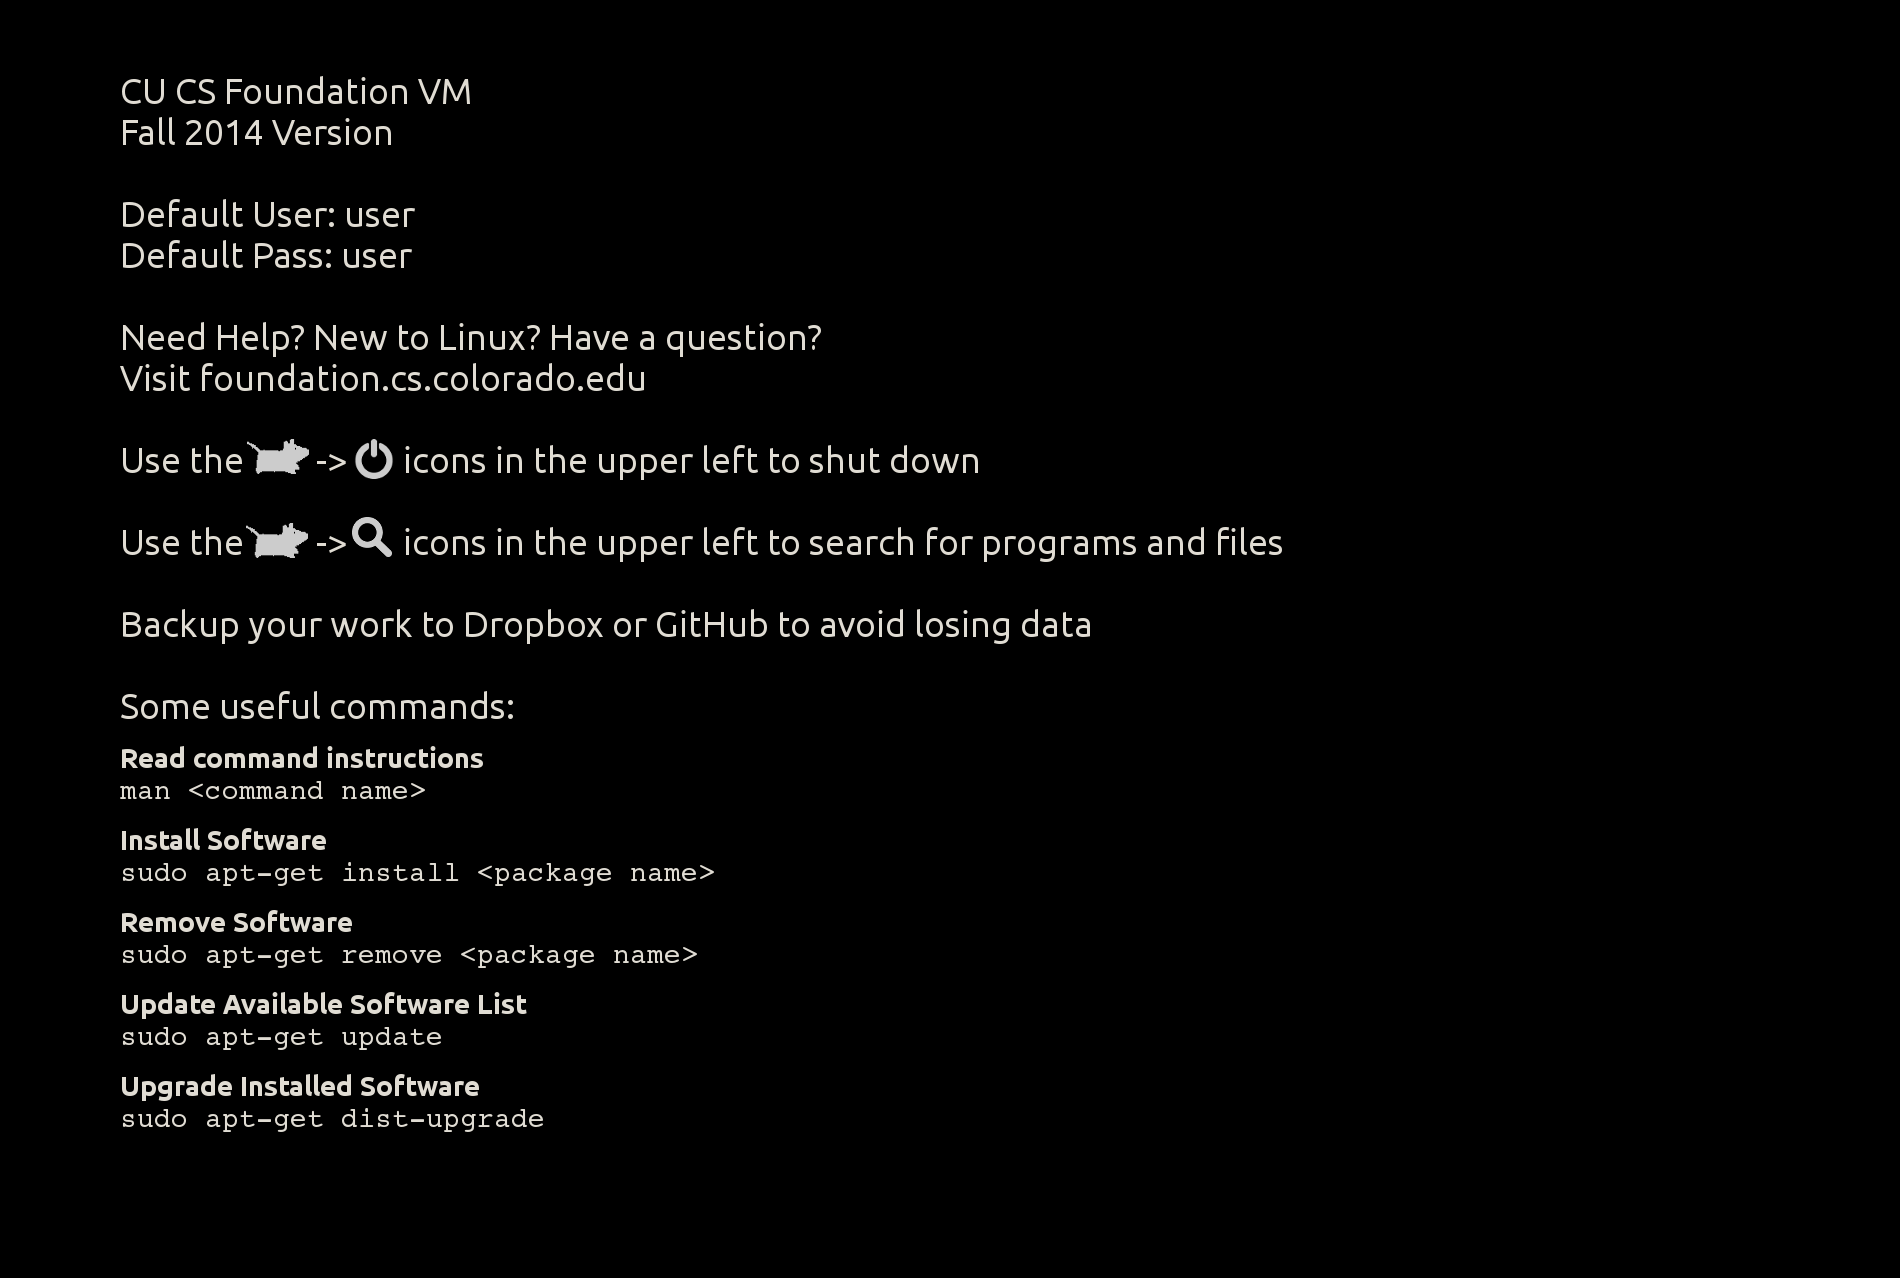 CU CS Foundation VM
Fall 2014 Version
Default User: user
Default Pass: user
Need Help? New to Linux? Have a question?
Visit foundation.cs.colorado.edu
Use the -> icons in the upper left to shut down
Use the -> icons in the upper left to search for programs and files
Backup your work to Dropbox or GitHub to avoid losing data
Some useful commands:
Read command instructions
man <command name>
Install Software
sudo apt-get install <package name>
Remove Software
sudo apt-get remove <package name>
Update Available Software List
sudo apt-get update
Upgrade Installed Software
sudo apt-get dist-upgrade